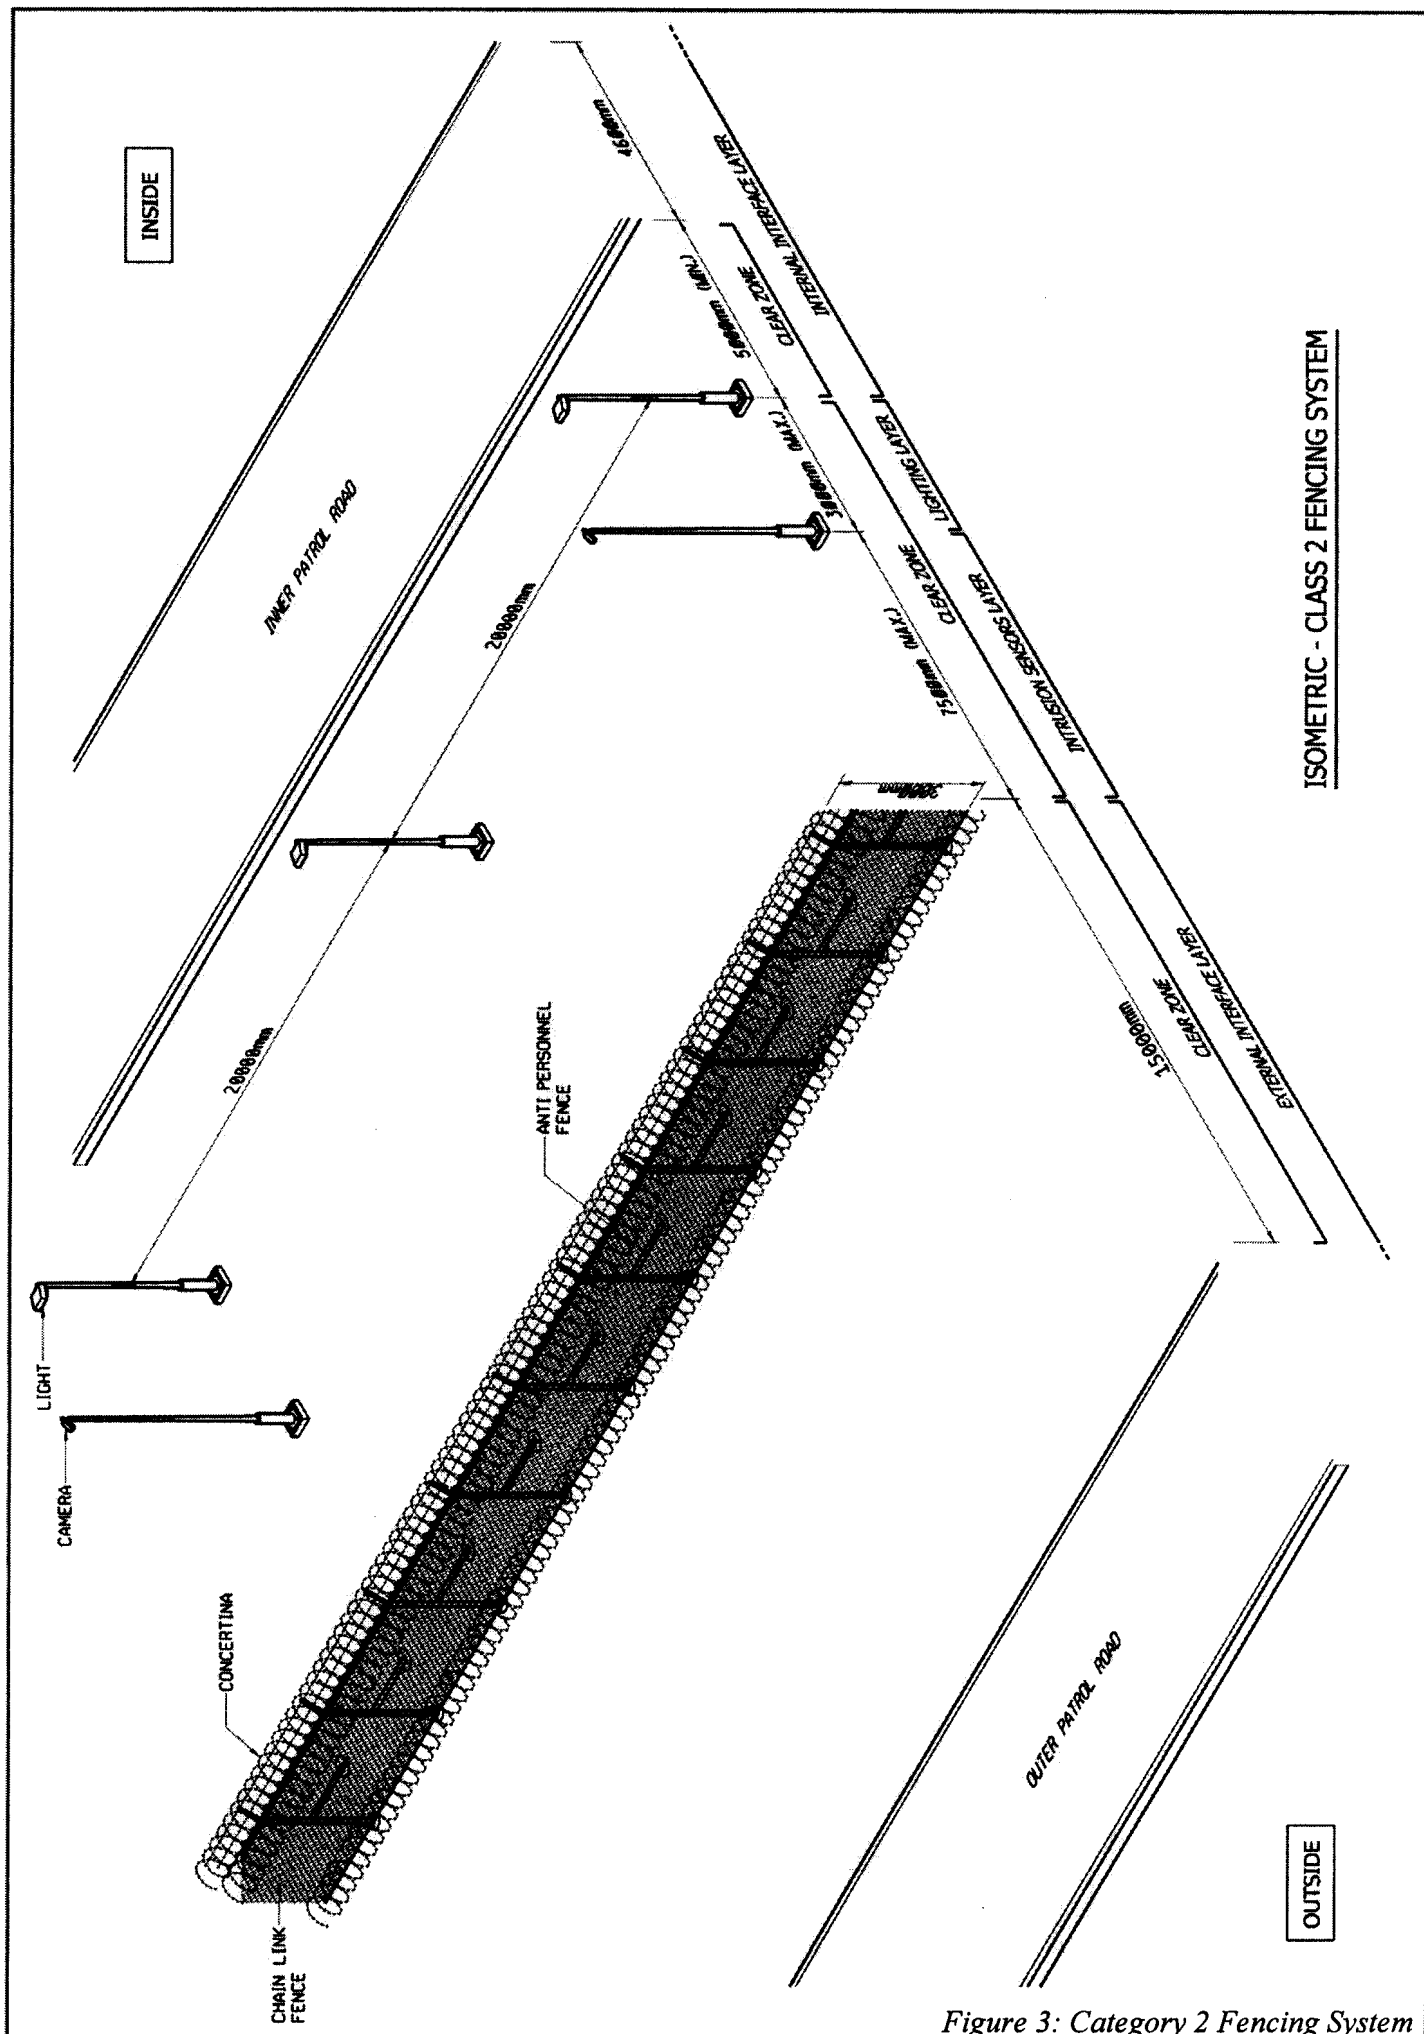 INSIDE
4600mm
INTERNAL INTERFACE LAYER
5000mm (MIN.)
CLEAR ZONE
INNER PATROL ROAD
20000mm
3000mm (MAX.)
LIGHTING LAYER
CLEAR ZONE
7500mm (MAX.)
INTRUSION SENSORS LAYER
20000mm
ANTI PERSONNEL
FENCE
15000mm
CLEAR ZONE
EXTERNAL INTERFACE LAYER
LIGHT
CAMERA
CONCERTINA
CHAIN LINK
FENCE
OUTER PATROL ROAD
OUTSIDE
ISOMETRIC - CLASS 2 FENCING SYSTEM
Figure 3: Category 2 Fencing System